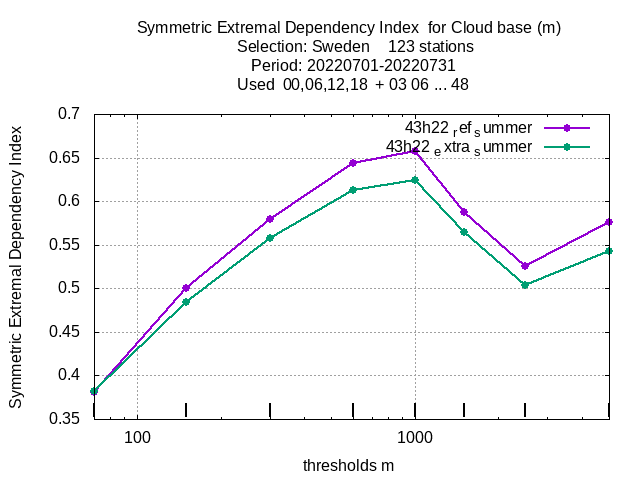 Symmetric Extremal Dependency Index  for Cloud base (m)
Selection: Sweden    123 stations
Period: 20220701-20220731
Used  00,06,12,18  + 03 06 ... 48
0.7
0.65
0.6
0.55
0.5
0.45
0.4
0.35
Symmetric Extremal Dependency Index
43h22 ref summer
43h22 extra summer
100
1000
thresholds m